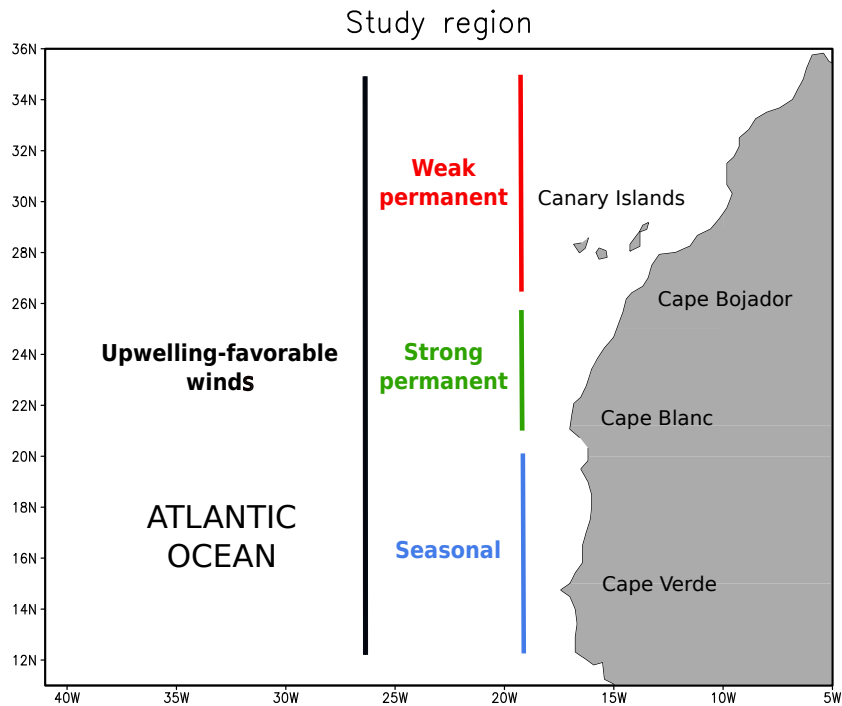 Study region
36N
34N
32N
30N
28N
26N
24N
22N
20N
18N
16N
14N
12N
Weak
permanent
Canary Islands
Cape Bojador
Upwelling-favorable
winds
Strong
permanent
Cape Blanc
ATLANTIC
OCEAN
Seasonal
Cape Verde
40W
35W
30W
25W
20W
15W
10W
5W